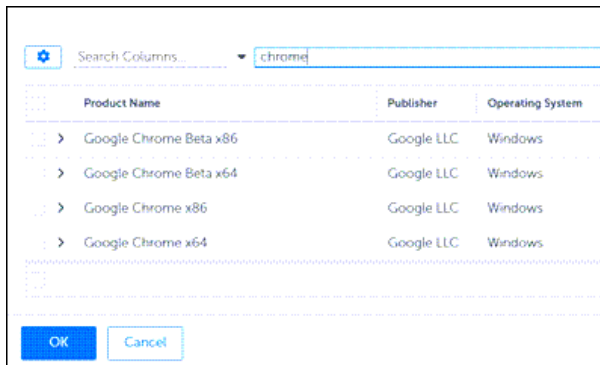 Search Columns... chrome
Product Name Publisher Operating System
Google Chrome Beta x86 Google LLC Windows
Google Chrome Beta x64 Google LLC Windows
Google Chrome x86 Google LLC Windows
Google Chrome x64 Google LLC Windows
OK Cancel